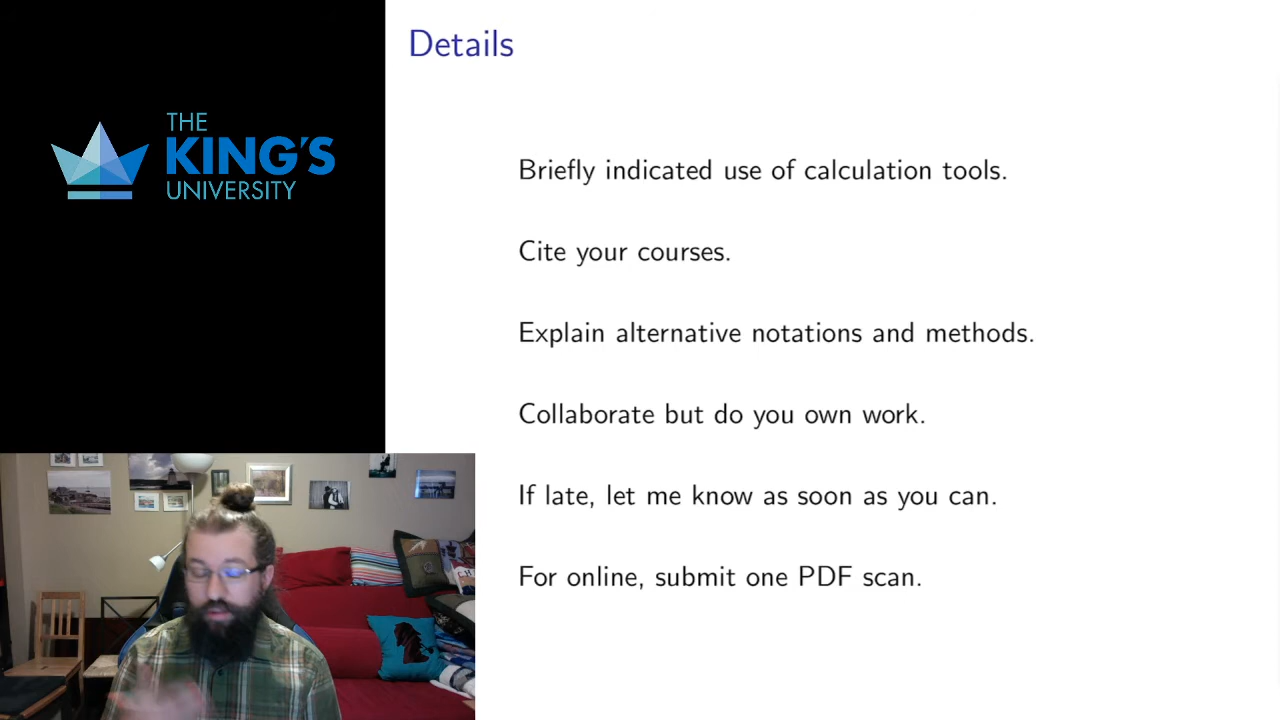 THE
KING'S
UNIVERSITY
Details
Briefly indicated use of calculation tools.
Cite your courses.
Explain alternative notations and methods.
Collaborate but do you own work.
If late, let me know as soon as you can.
For online, submit one PDF scan.